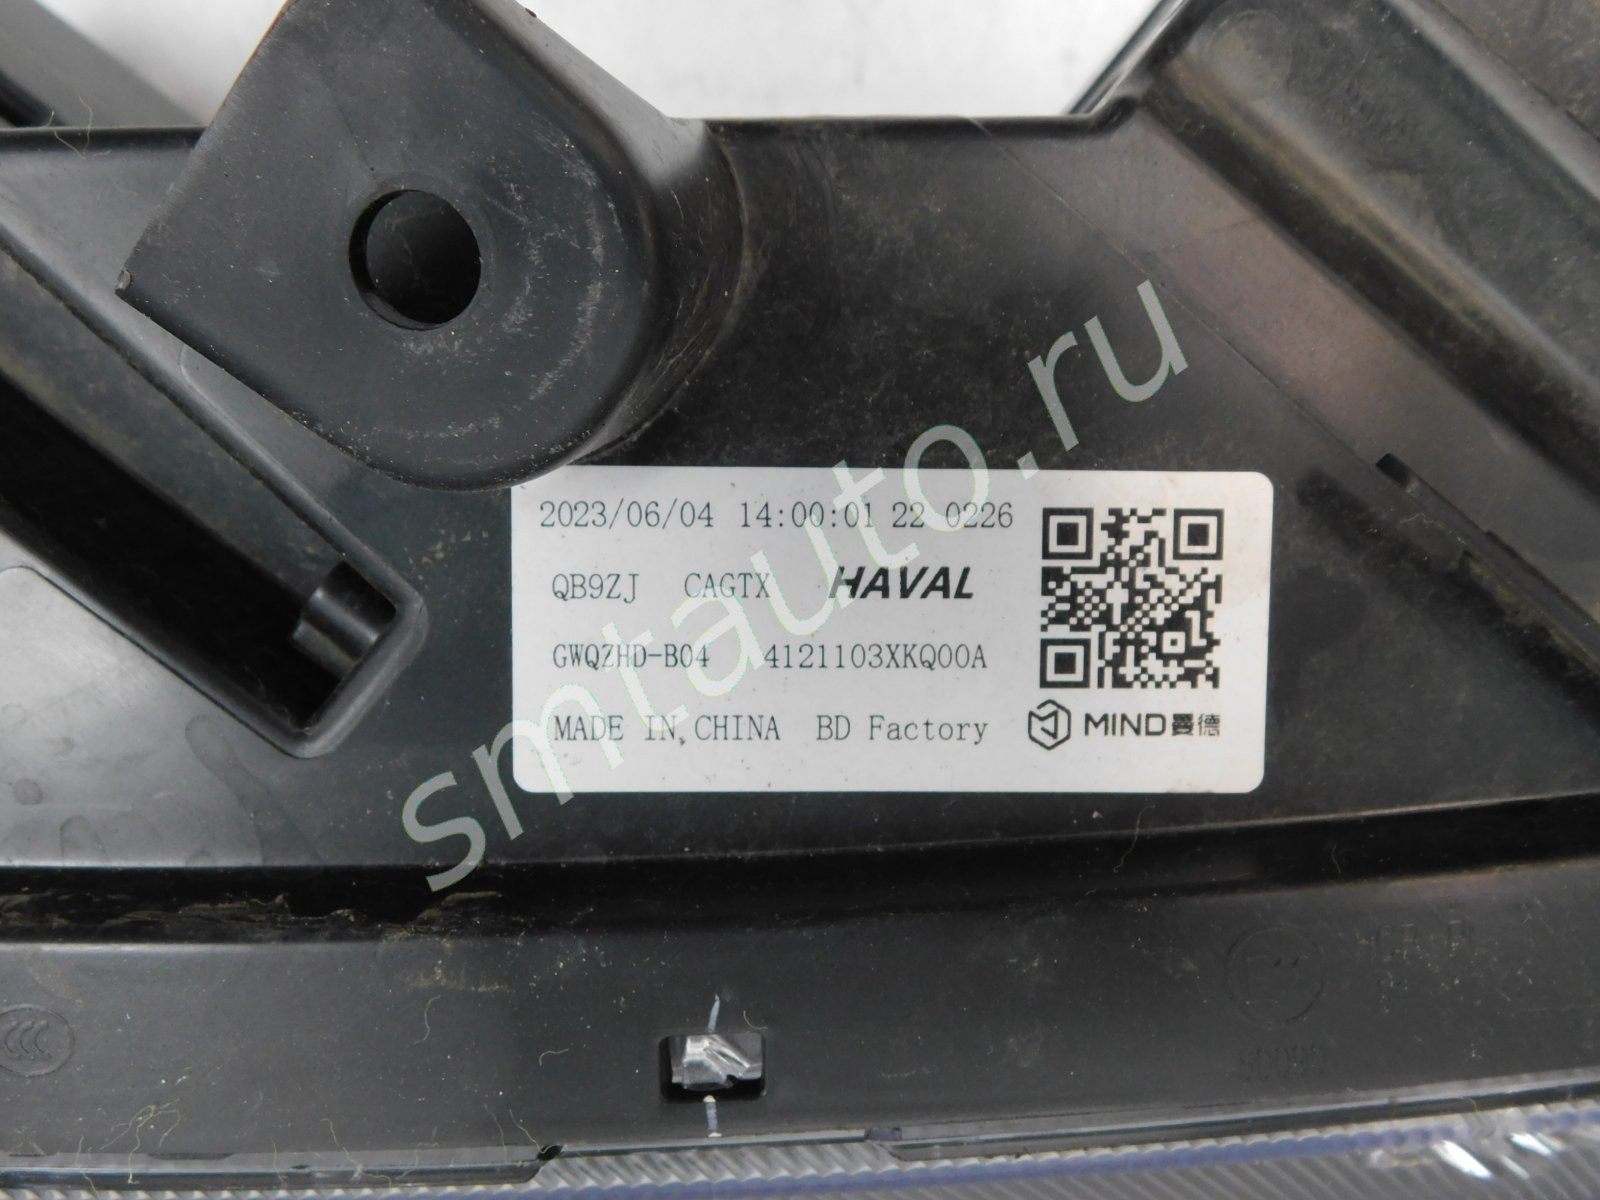 2023/06/04 14:00:01 22 0226
QB9ZJ CAGTX HAVAL
GWQZHD-B04 4121103XKQ00A
MADE IN CHINA BD Factory MIND曼德
smtauto.ru
CCC